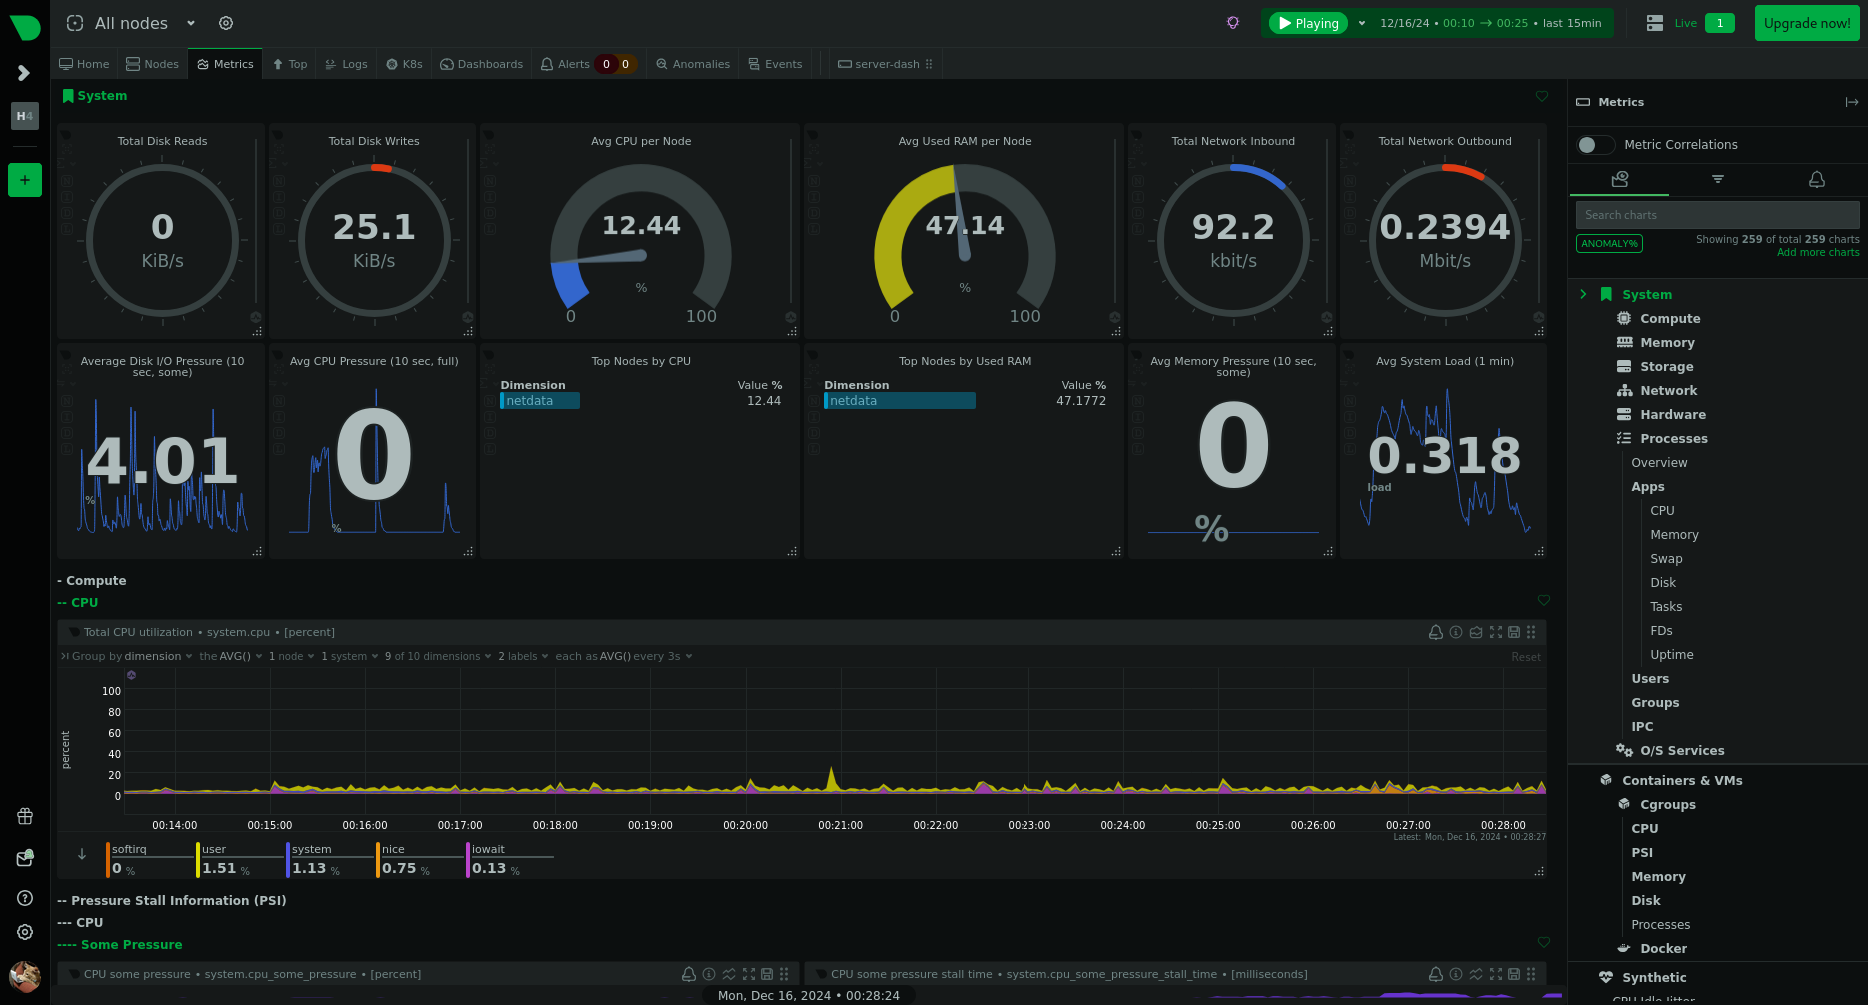 All nodes
Playing 12/16/24 • 00:10 → 00:25 • last 15min
Live 1
Upgrade now!
Home Nodes Metrics Top Logs K8s Dashboards Alerts 0 0 Anomalies Events server-dash
H4
+
System
Total Disk Reads
0
KiB/s
Total Disk Writes
25.1
KiB/s
Avg CPU per Node
12.44
%
0 100
Avg Used RAM per Node
47.14
%
0 100
Total Network Inbound
92.2
kbit/s
Total Network Outbound
0.2394
Mbit/s
Average Disk I/O Pressure (10
sec, some)
4.01
%
Avg CPU Pressure (10 sec, full)
0
%
Top Nodes by CPU
Dimension Value %
netdata 12.44
Top Nodes by Used RAM
Dimension Value %
netdata 47.1772
Avg Memory Pressure (10 sec,
some)
0
%
Avg System Load (1 min)
0.318
load
- Compute
-- CPU
Total CPU utilization • system.cpu • [percent]
Group by dimension the AVG() 1 node 1 system 9 of 10 dimensions 2 labels each as AVG() every 3s Reset
percent
100
80
60
40
20
0
00:14:00 00:15:00 00:16:00 00:17:00 00:18:00 00:19:00 00:20:00 00:21:00 00:22:00 00:23:00 00:24:00 00:25:00 00:26:00 00:27:00 00:28:00
Latest: Mon, Dec 16, 2024 • 00:28:27
softirq user system nice iowait
0 % 1.51 % 1.13 % 0.75 % 0.13 %
-- Pressure Stall Information (PSI)
--- CPU
---- Some Pressure
CPU some pressure • system.cpu_some_pressure • [percent]
CPU some pressure stall time • system.cpu_some_pressure_stall_time • [milliseconds]
Mon, Dec 16, 2024 • 00:28:24
Metrics
Metric Correlations
Search charts
ANOMALY%
Showing 259 of total 259 charts
Add more charts
System
Compute
Memory
Storage
Network
Hardware
Processes
Overview
Apps
CPU
Memory
Swap
Disk
Tasks
FDs
Uptime
Users
Groups
IPC
O/S Services
Containers & VMs
Cgroups
CPU
PSI
Memory
Disk
Processes
Docker
Synthetic
CPU Idle Jitter